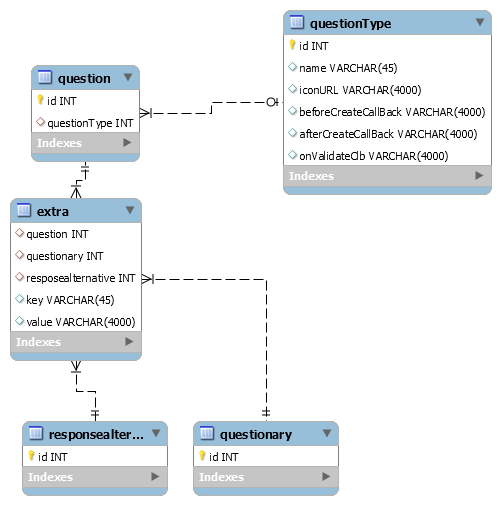 questionType
id INT
name VARCHAR(45)
iconURL VARCHAR(4000)
beforeCreateCallBack VARCHAR(4000)
afterCreateCallBack VARCHAR(4000)
onValidateClb VARCHAR(4000)
Indexes
question
id INT
questionType INT
Indexes
extra
question INT
questionary INT
resposealternative INT
key VARCHAR(45)
value VARCHAR(4000)
Indexes
responsealter...
id INT
Indexes
questionary
id INT
Indexes